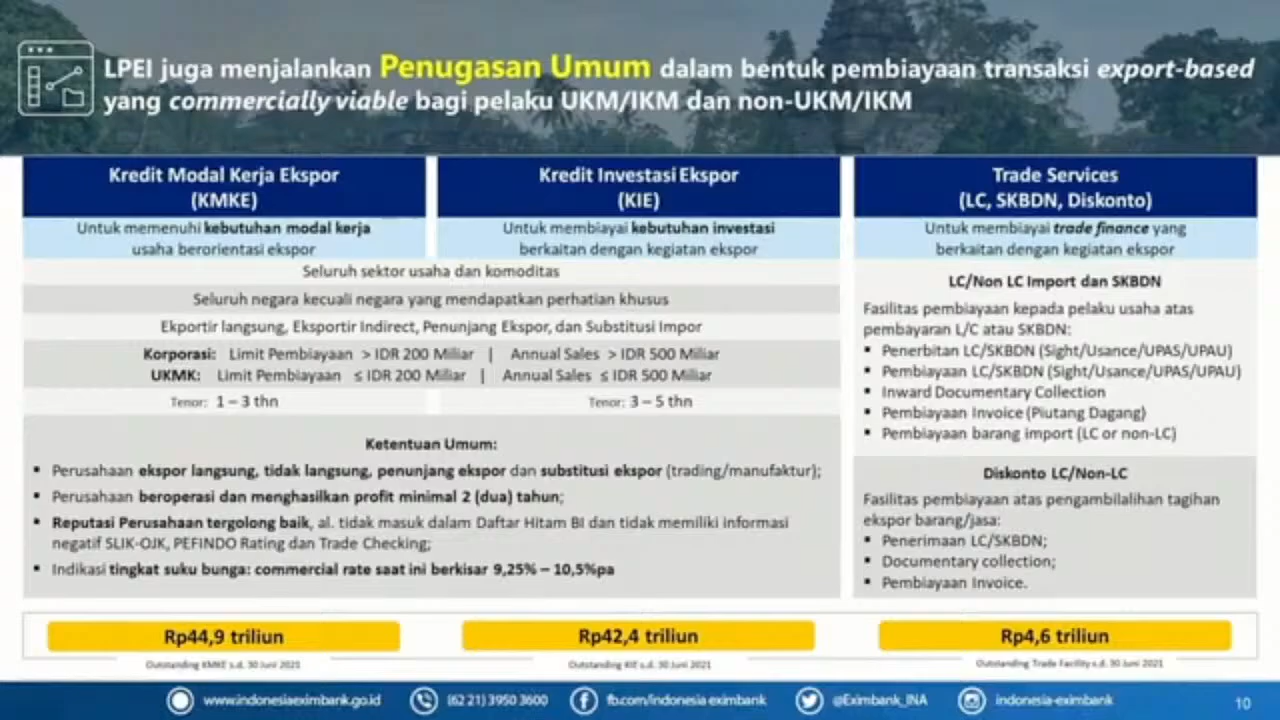 LPEI juga menjalankan Penugasan Umum dalam bentuk pembiayaan transaksi export-based
yang commercially viable bagi pelaku UKM/IKM dan non-UKM/IKM
Kredit Modal Kerja Ekspor
(KMKE)
Untuk memenuhi kebutuhan modal kerja
usaha berorientasi ekspor
Kredit Investasi Ekspor
(KIE)
Untuk membiayai kebutuhan investasi
berkaitan dengan kegiatan ekspor
Seluruh sektor usaha dan komoditas
Seluruh negara kecuali negara yang mendapatkan perhatian khusus
Ekportir langsung, Eksportir Indirect, Penunjang Ekspor, dan Substitusi Impor
Korporasi: Limit Pembiayaan > IDR 200 Miliar | Annual Sales > IDR 500 Miliar
UKMK: Limit Pembiayaan ≤ IDR 200 Miliar | Annual Sales ≤ IDR 500 Miliar
Tenor: 1 – 3 thn
Tenor: 3 – 5 thn
Ketentuan Umum:
▪ Perusahaan ekspor langsung, tidak langsung, penunjang ekspor dan substitusi ekspor (trading/manufaktur);
▪ Perusahaan beroperasi dan menghasilkan profit minimal 2 (dua) tahun;
▪ Reputasi Perusahaan tergolong baik, al. tidak masuk dalam Daftar Hitam BI dan tidak memiliki informasi
negatif SLIK-OJK, PEFINDO Rating dan Trade Checking;
▪ Indikasi tingkat suku bunga: commercial rate saat ini berkisar 9,25% – 10,5%pa
Trade Services
(LC, SKBDN, Diskonto)
Untuk membiayai trade finance yang
berkaitan dengan kegiatan ekspor
LC/Non LC Import dan SKBDN
Fasilitas pembiayaan kepada pelaku usaha atas
pembayaran L/C atau SKBDN:
▪ Penerbitan LC/SKBDN (Sight/Usance/UPAS/UPAU)
▪ Pembiayaan LC/SKBDN (Sight/Usance/UPAS/UPAU)
▪ Inward Documentary Collection
▪ Pembiayaan Invoice (Piutang Dagang)
▪ Pembiayaan barang import (LC or non-LC)
Diskonto LC/Non-LC
Fasilitas pembiayaan atas pengambilalihan tagihan
ekspor barang/jasa:
▪ Penerimaan LC/SKBDN;
▪ Documentary collection;
▪ Pembiayaan Invoice.
Rp44,9 triliun
Outstanding KMKE s.d. 30 Juni 2021
Rp42,4 triliun
Outstanding KIE s.d. 30 Juni 2021
Rp4,6 triliun
Outstanding Trade Facility s.d. 30 Juni 2021
www.indonesiaeximbank.go.id
(62 21) 3950 3600
fb.com/indonesia eximbank
@Eximbank_INA
indonesia-eximbank
10